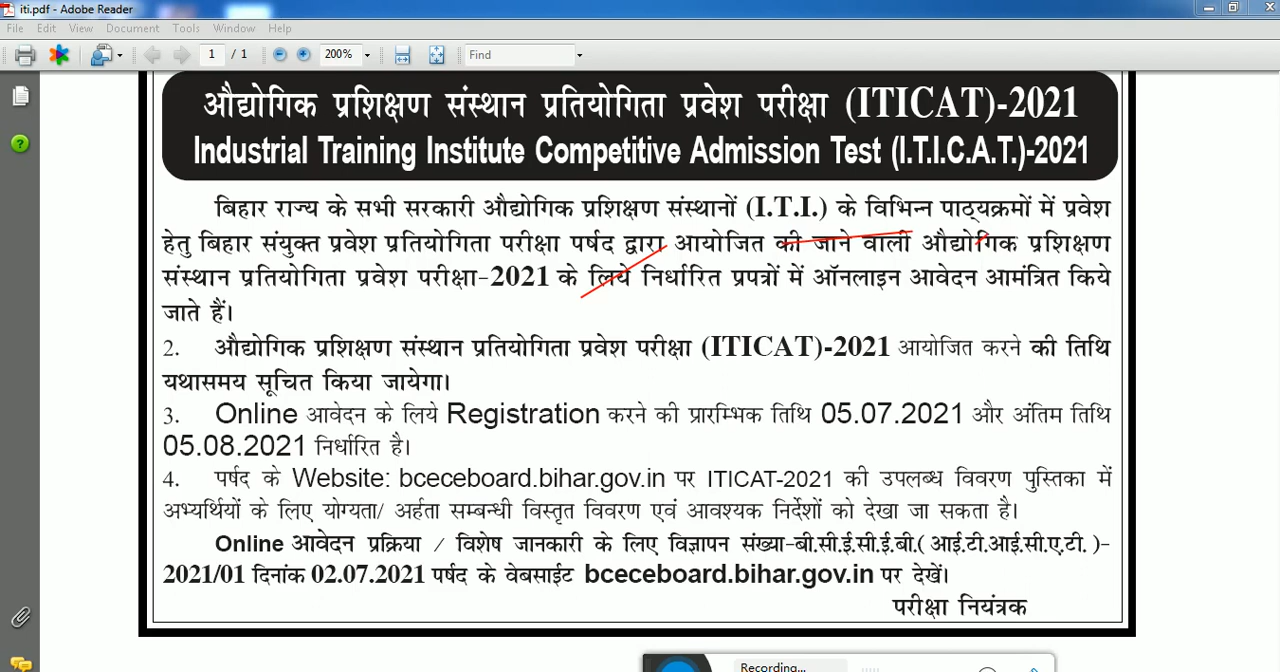 iti.pdf - Adobe Reader
File Edit View Document Tools Window Help
1 / 1 200% Find
औद्योगिक प्रशिक्षण संस्थान प्रतियोगिता प्रवेश परीक्षा (ITICAT)-2021
Industrial Training Institute Competitive Admission Test (I.T.I.C.A.T.)-2021
बिहार राज्य के सभी सरकारी औद्योगिक प्रशिक्षण संस्थानों (I.T.I.) के विभिन्न पाठ्यक्रमों में प्रवेश
हेतु बिहार संयुक्त प्रवेश प्रतियोगिता परीक्षा पर्षद द्वारा आयोजित की जाने वाली औद्योगिक प्रशिक्षण
संस्थान प्रतियोगिता प्रवेश परीक्षा-2021 के लिये निर्धारित प्रपत्रों में ऑनलाइन आवेदन आमंत्रित किये
जाते हैं।
2. औद्योगिक प्रशिक्षण संस्थान प्रतियोगिता प्रवेश परीक्षा (ITICAT)-2021 आयोजित करने की तिथि
यथासमय सूचित किया जायेगा।
3. Online आवेदन के लिये Registration करने की प्रारम्भिक तिथि 05.07.2021 और अंतिम तिथि
05.08.2021 निर्धारित है।
4. पर्षद के Website: bceceboard.bihar.gov.in पर ITICAT-2021 की उपलब्ध विवरण पुस्तिका में
अभ्यर्थियों के लिए योग्यता/ अर्हता सम्बन्धी विस्तृत विवरण एवं आवश्यक निर्देशों को देखा जा सकता है।
Online आवेदन प्रक्रिया / विशेष जानकारी के लिए विज्ञापन संख्या-बी.सी.ई.सी.ई.बी.( आई.टी.आई.सी.ए.टी. )-
2021/01 दिनांक 02.07.2021 पर्षद के वेबसाईट bceceboard.bihar.gov.in पर देखें।
परीक्षा नियंत्रक
Recording...